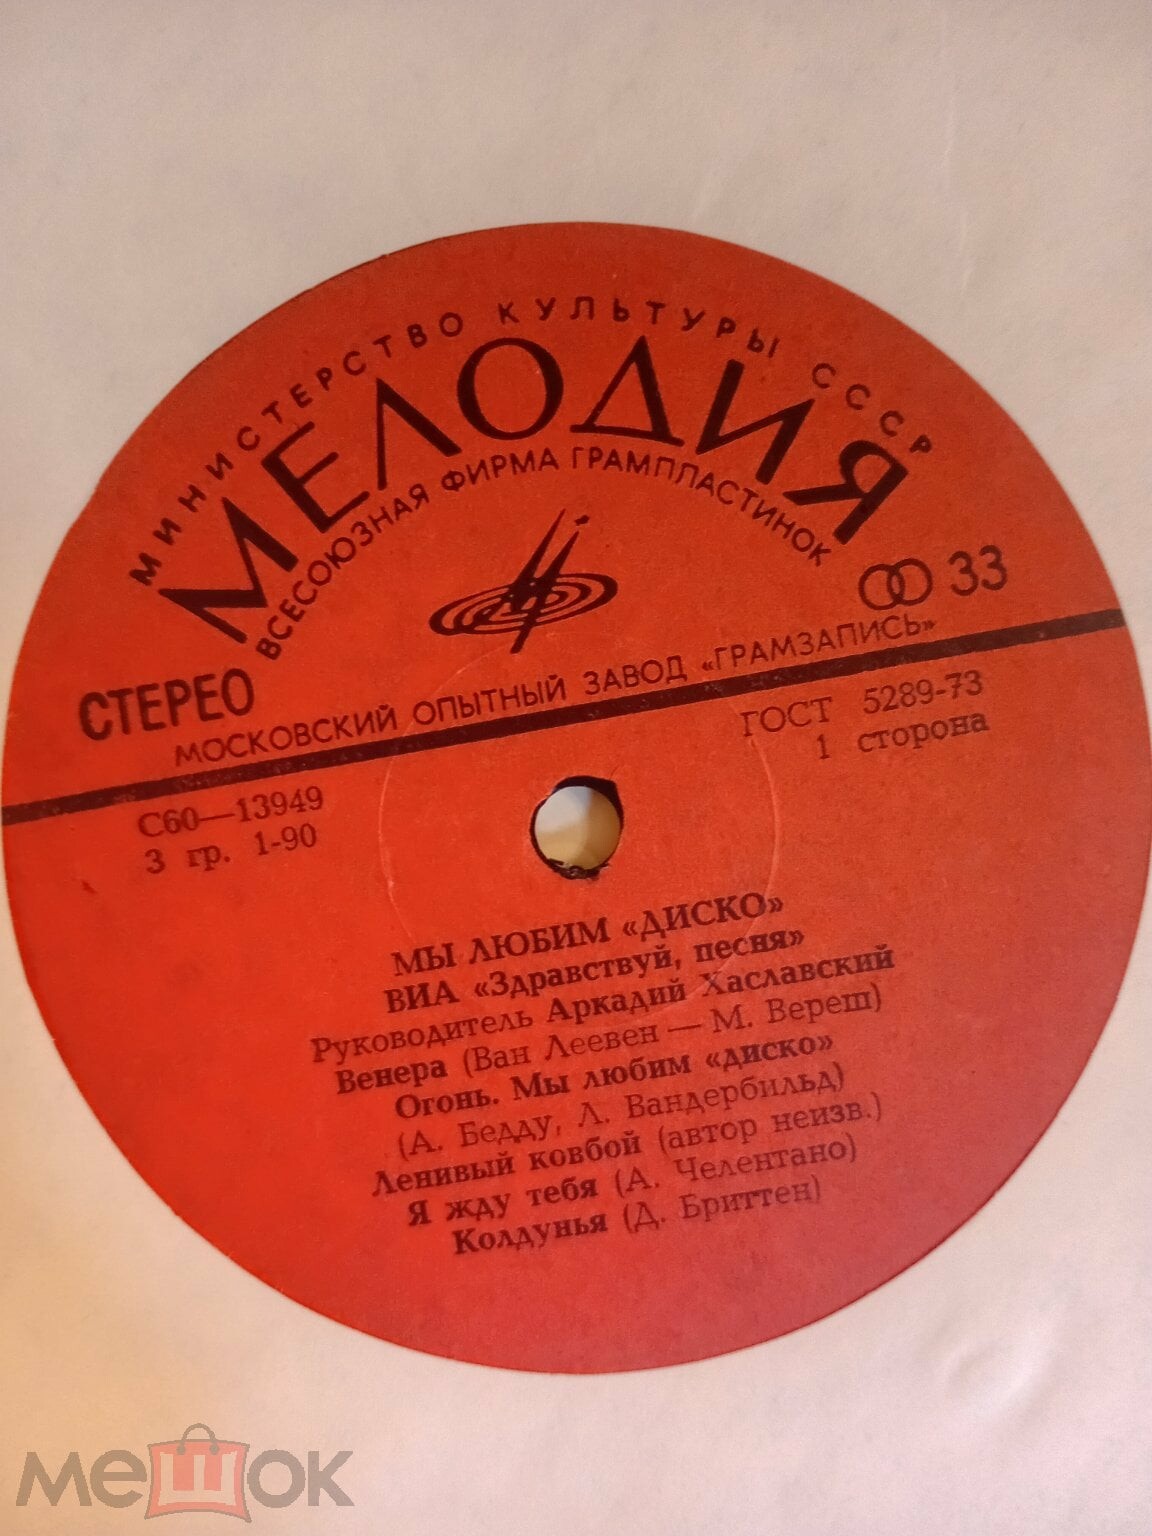 МИНИСТЕРСТВО КУЛЬТУРЫ СССР
МЕЛОДИЯ
ВСЕСОЮЗНАЯ ФИРМА ГРАМПЛАСТИНОК
33
СТЕРЕО
МОСКОВСКИЙ ОПЫТНЫЙ ЗАВОД «ГРАМЗАПИСЬ»
ГОСТ 5289-73
1 сторона
С60—13949
3 гр. 1-90
МЫ ЛЮБИМ «ДИСКО»
ВИА «Здравствуй, песня»
Руководитель Аркадий Хаславский
Венера (Ван Леевен — М. Вереш)
Огонь. Мы любим «диско»
(А. Бедду, Л. Вандербильд)
Ленивый ковбой (автор неизв.)
Я жду тебя (А. Челентано)
Колдунья (Д. Бриттен)
мешок